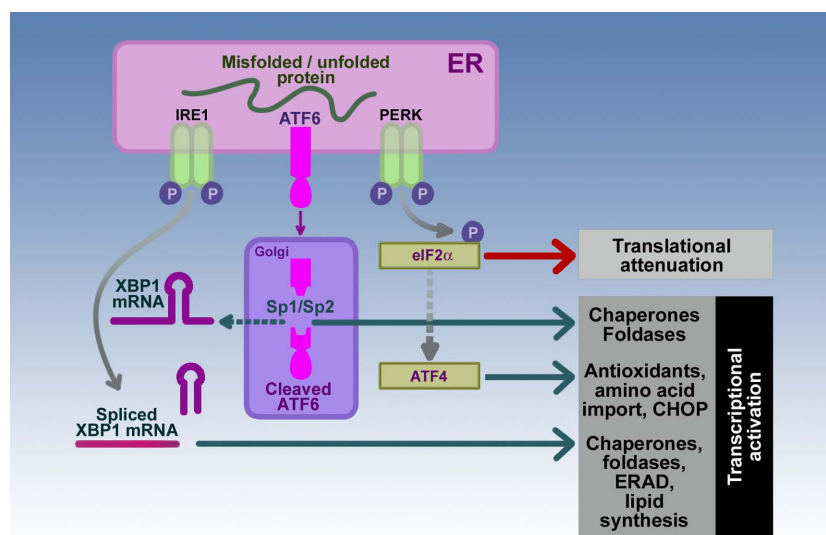 Misfolded / unfolded
protein
ER
IRE1
ATF6
PERK
P
P
P
P
P
Golgi
eIF2α
Translational
attenuation
XBP1
mRNA
Sp1/Sp2
Chaperones
Foldases
Cleaved
ATF6
ATF4
Antioxidants,
amino acid
import, CHOP
Spliced
XBP1 mRNA
Chaperones,
foldases,
ERAD,
lipid
synthesis
Transcriptional
activation